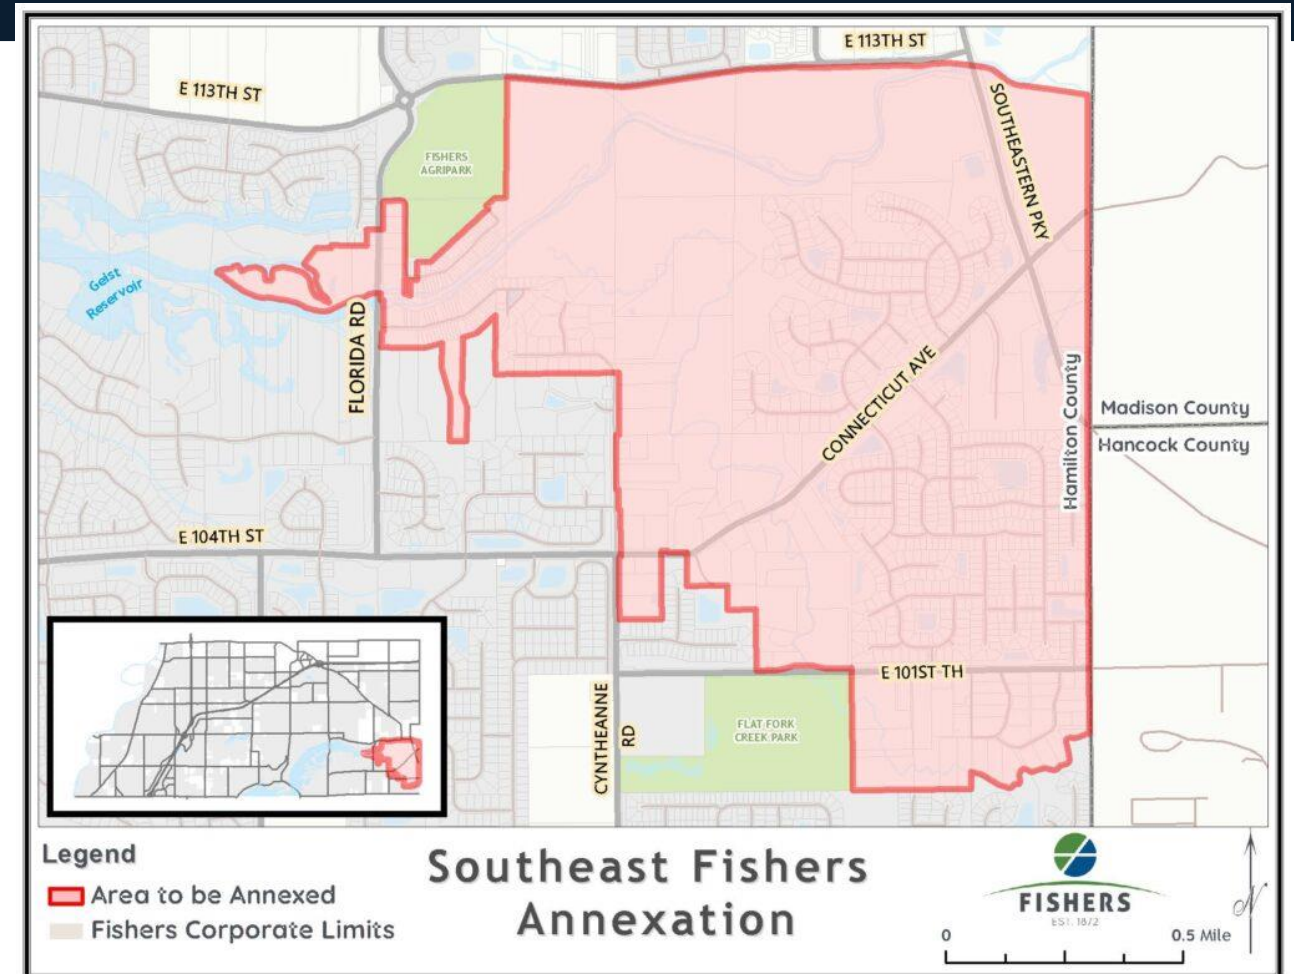 E 113TH ST
E 113TH ST
SOUTHEASTERN PKY
FISHERS
AGRIPARK
Geist
Reservoir
FLORIDA RD
CONNECTICUT AVE
Hamilton County
Madison County
Hancock County
E 104TH ST
E 101ST TH
CYNTHEANNE
RD
FLAT FORK
CREEK PARK
Legend
Area to be Annexed
Fishers Corporate Limits
Southeast Fishers
Annexation
FISHERS
EST. 1872
0 0.5 Mile
N